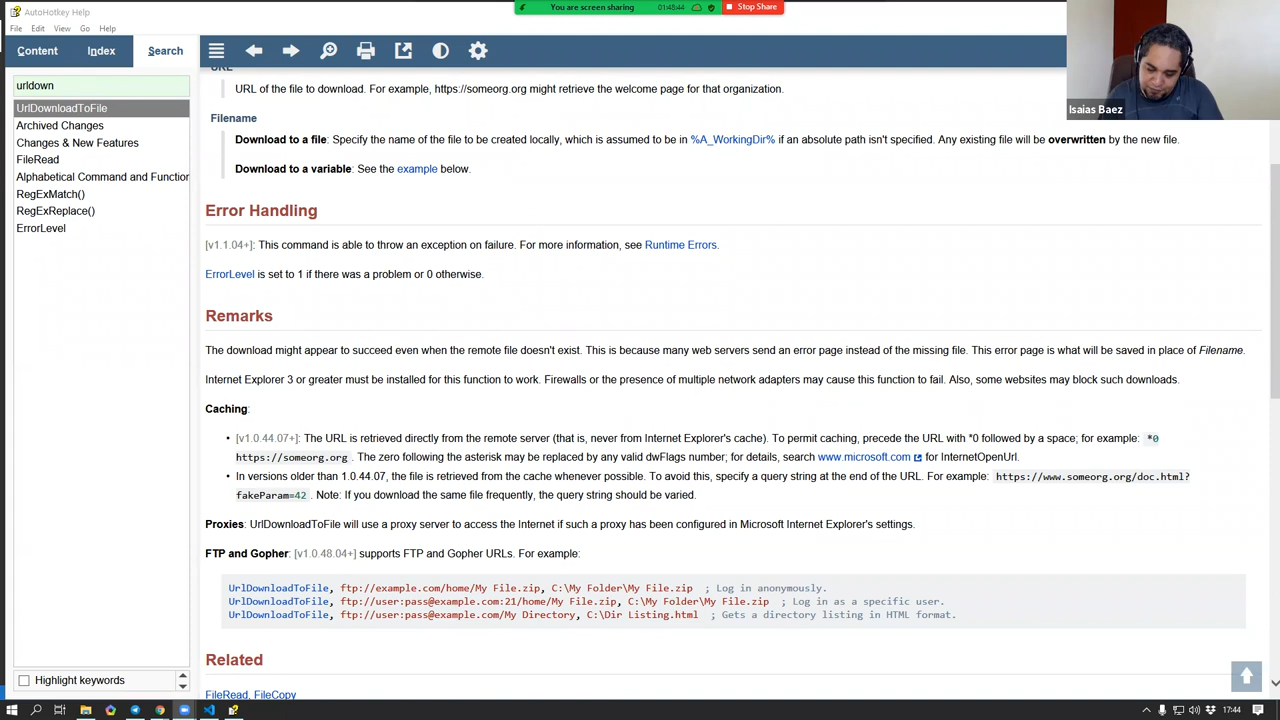 AutoHotkey Help
You are screen sharing
01:45:44
Stop Share
File Edit View Go Help
Content Index Search
urldown
UrlDownloadToFile
Archived Changes
Changes & New Features
FileRead
Alphabetical Command and Function
RegExMatch()
RegExReplace()
ErrorLevel
Highlight keywords
URL
URL of the file to download. For example, https://someorg.org might retrieve the welcome page for that organization.
Filename
Download to a file: Specify the name of the file to be created locally, which is assumed to be in %A_WorkingDir% if an absolute path isn't specified. Any existing file will be overwritten by the new file.
Download to a variable: See the example below.
Error Handling
[v1.1.04+]: This command is able to throw an exception on failure. For more information, see Runtime Errors.
ErrorLevel is set to 1 if there was a problem or 0 otherwise.
Remarks
The download might appear to succeed even when the remote file doesn't exist. This is because many web servers send an error page instead of the missing file. This error page is what will be saved in place of Filename.
Internet Explorer 3 or greater must be installed for this function to work. Firewalls or the presence of multiple network adapters may cause this function to fail. Also, some websites may block such downloads.
Caching:
• [v1.0.44.07+]: The URL is retrieved directly from the remote server (that is, never from Internet Explorer's cache). To permit caching, precede the URL with *0 followed by a space; for example: *0
https://someorg.org . The zero following the asterisk may be replaced by any valid dwFlags number; for details, search www.microsoft.com for InternetOpenUrl.
• In versions older than 1.0.44.07, the file is retrieved from the cache whenever possible. To avoid this, specify a query string at the end of the URL. For example: https://www.someorg.org/doc.html?
fakeParam=42 . Note: If you download the same file frequently, the query string should be varied.
Proxies: UrlDownloadToFile will use a proxy server to access the Internet if such a proxy has been configured in Microsoft Internet Explorer's settings.
FTP and Gopher: [v1.0.48.04+] supports FTP and Gopher URLs. For example:
UrlDownloadToFile, ftp://example.com/home/My File.zip, C:\My Folder\My File.zip ; Log in anonymously.
UrlDownloadToFile, ftp://user:pass@example.com:21/home/My File.zip, C:\My Folder\My File.zip ; Log in as a specific user.
UrlDownloadToFile, ftp://user:pass@example.com/My Directory, C:\Dir Listing.html ; Gets a directory listing in HTML format.
Related
FileRead, FileCopy
Isaias Baez
17:44